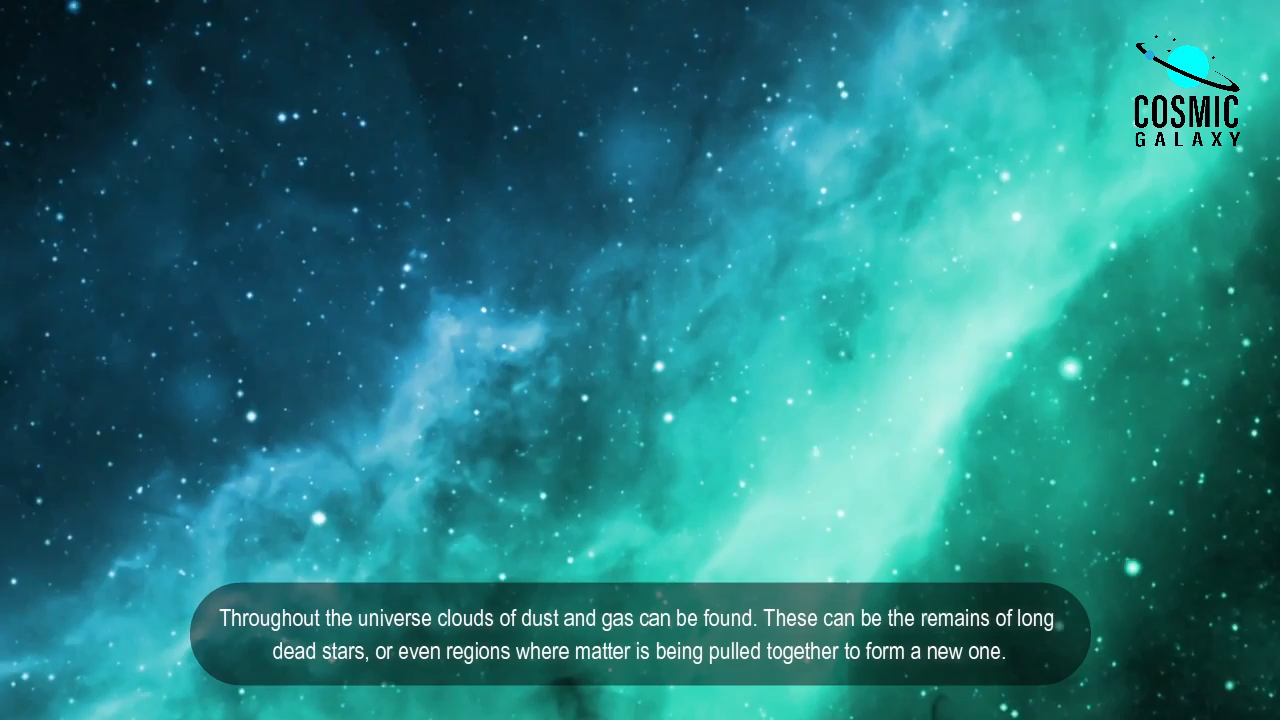 COSMIC
GALAXY
Throughout the universe clouds of dust and gas can be found. These can be the remains of long
dead stars, or even regions where matter is being pulled together to form a new one.